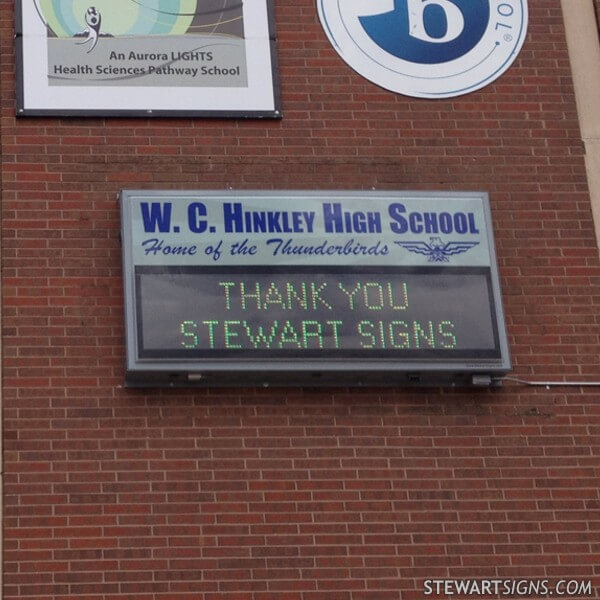 An Aurora LIGHTS
Health Sciences Pathway School
b
OL
®
W. C. HINKLEY HIGH SCHOOL
Home of the Thunderbirds
THANK YOU
STEWART SIGNS
STEWARTSIGNS.COM